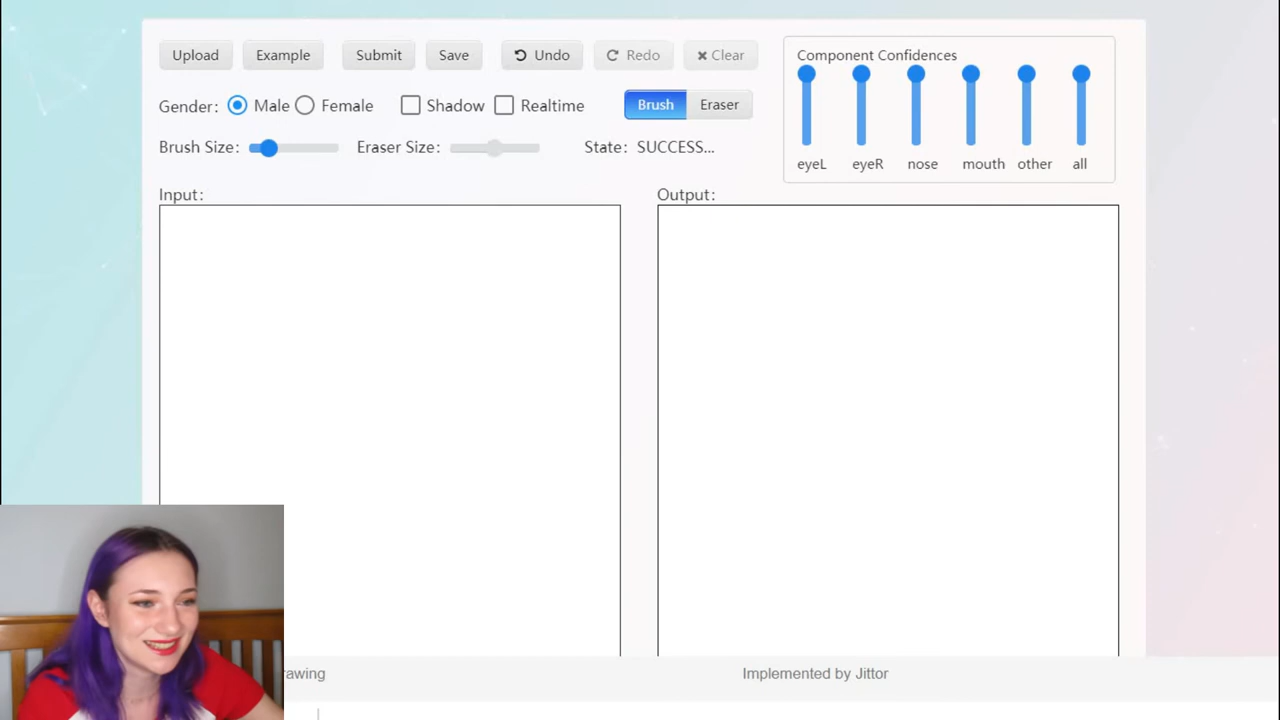 Upload Example Submit Save Undo Redo Clear
Component Confidences
Gender: Male Female Shadow Realtime Brush Eraser
Brush Size: Eraser Size: State: SUCCESS...
eyeL eyeR nose mouth other all
Input: Output:
rawing Implemented by Jittor